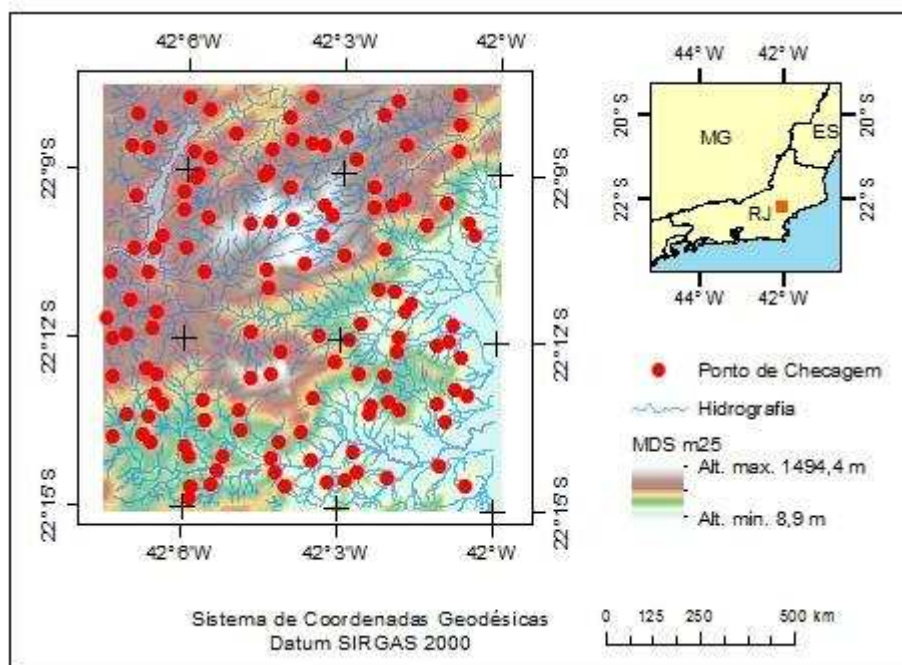 42°6'W 42°3'W 42°0'W
22°9'S 22°9'S
22°12'S 22°12'S
22°15'S 22°15'S
42°6'W 42°3'W 42°0'W
44°W 42°W
20°S 20°S
MG ES
22°S 22°S
RJ
44°W 42°W
Ponto de Checagem
Hidrografia
MDS m25
Alt. max. 1494,4 m
Alt. min. 8,9 m
Sistema de Coordenadas Geodésicas
Datum SIRGAS 2000
0 125 250 500 km